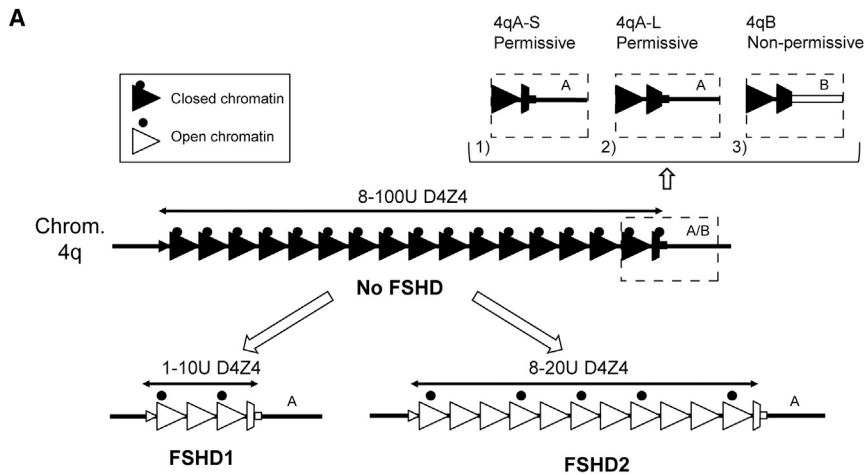 A
4qA-S
Permissive
4qA-L
Permissive
4qB
Non-permissive
Closed chromatin
Open chromatin
A
A
B
1)
2)
3)
8-100U D4Z4
Chrom.
4q
A/B
No FSHD
1-10U D4Z4
8-20U D4Z4
A
A
FSHD1
FSHD2